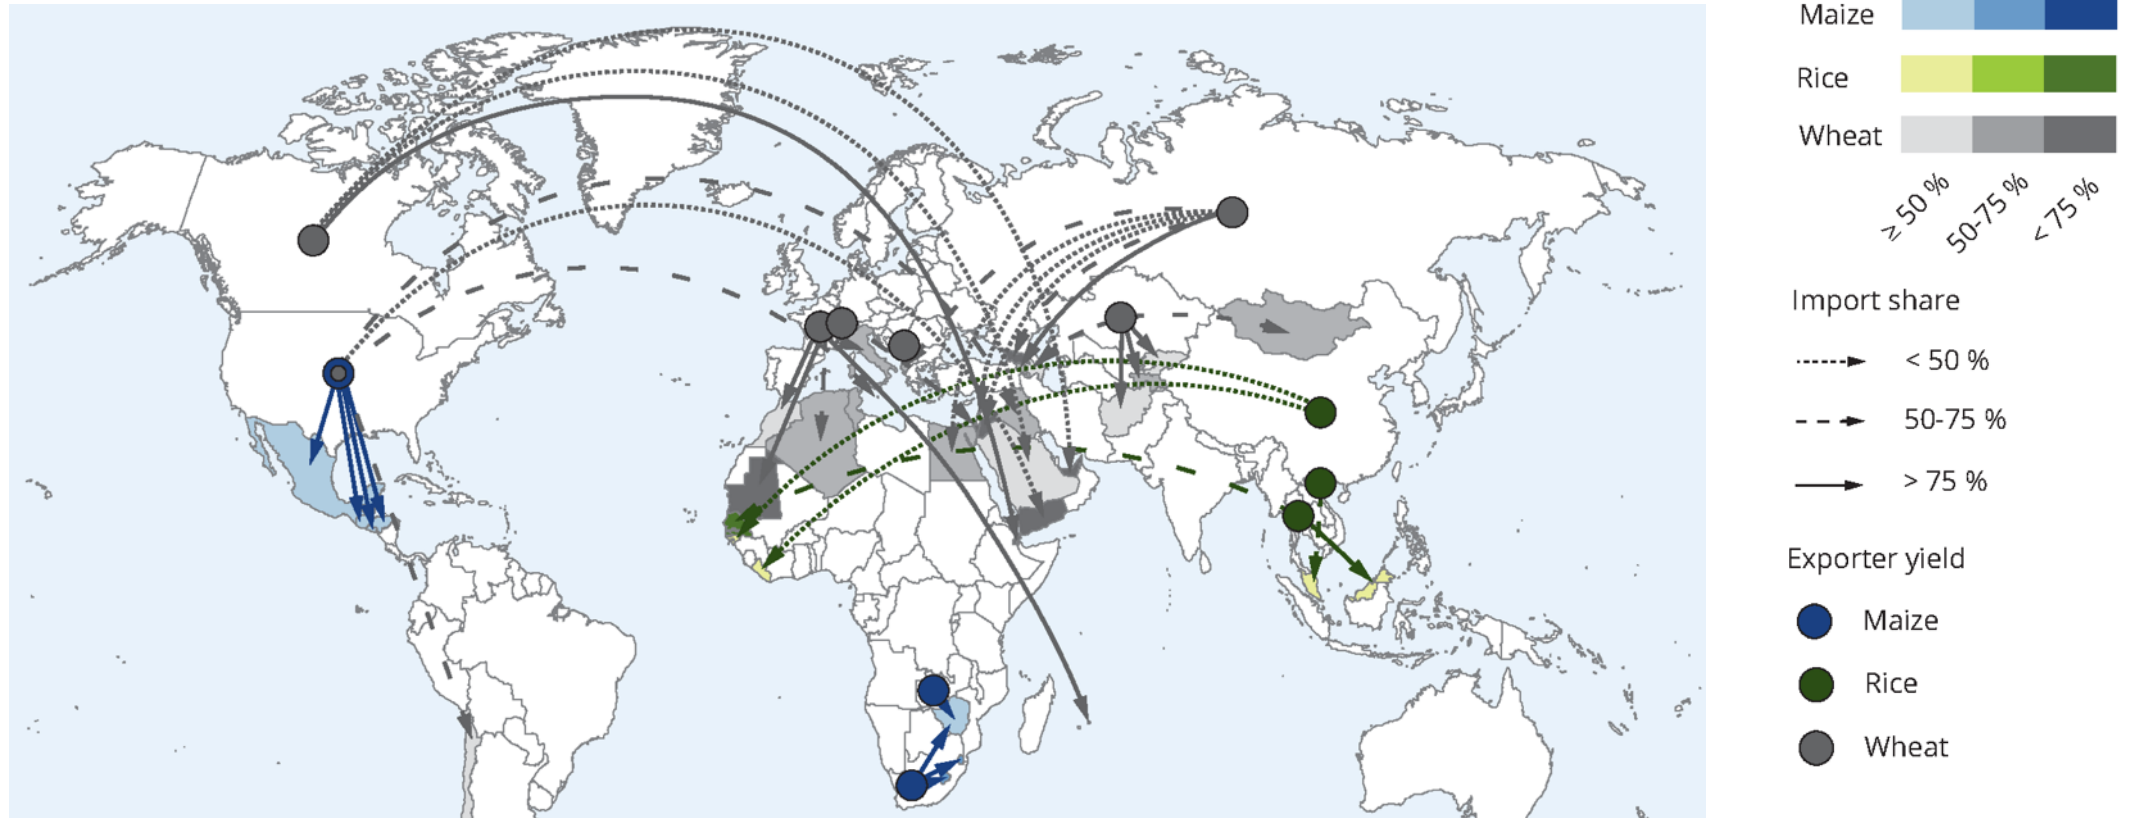 Maize
Rice
Wheat
≥ 50 %
50-75 %
< 75 %
Import share
< 50 %
50-75 %
> 75 %
Exporter yield
Maize
Rice
Wheat